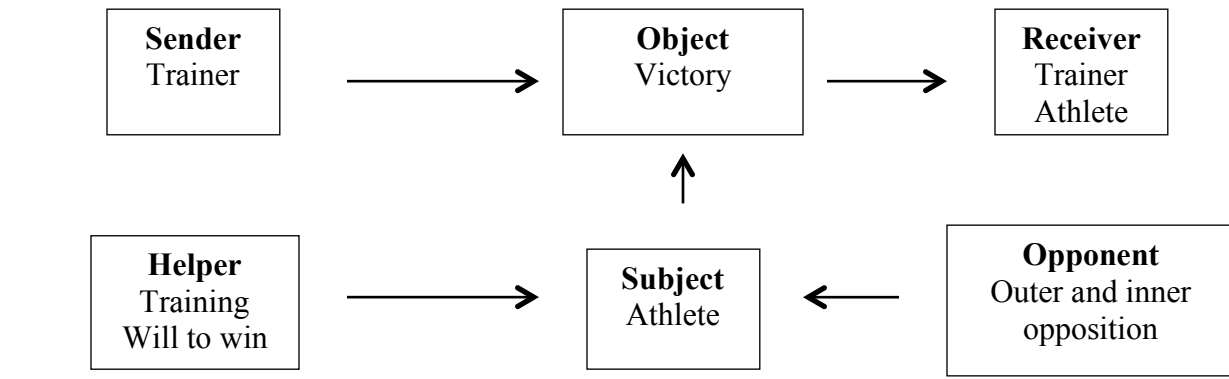 Sender
Trainer
Object
Victory
Receiver
Trainer
Athlete
Helper
Training
Will to win
Subject
Athlete
Opponent
Outer and inner
opposition